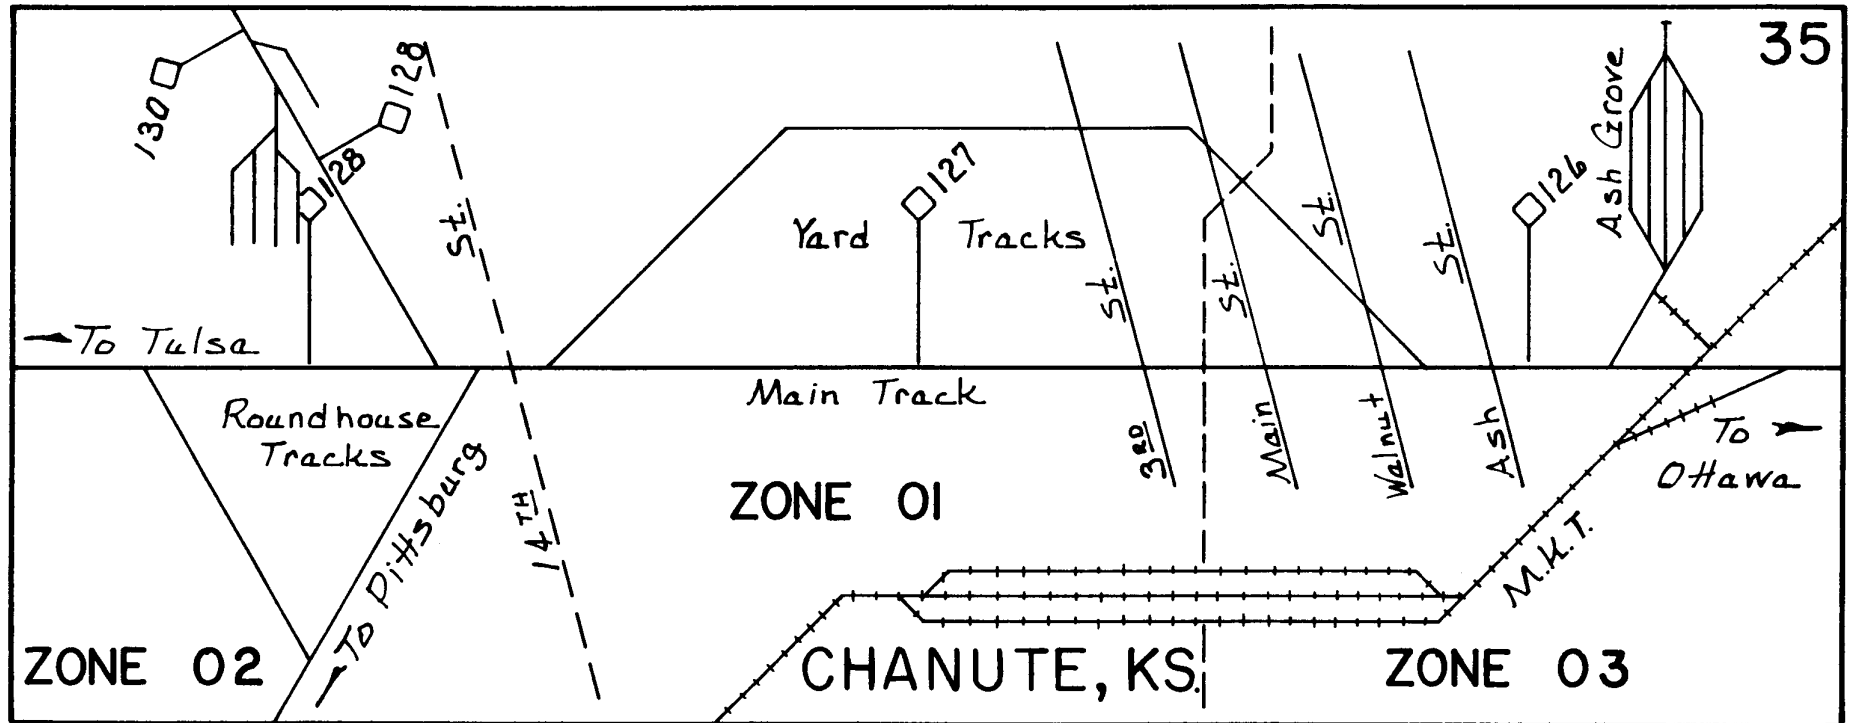 35
130
128
128
St.
127
Yard Tracks
St.
St.
St.
St.
126
Ash Grove
To Tulsa
Main Track
Roundhouse
Tracks
To Pittsburg
14TH
3RD
Main
Walnut
Ash
To
Ottawa
ZONE 01
M.K.T.
ZONE 02
CHANUTE, KS.
ZONE 03